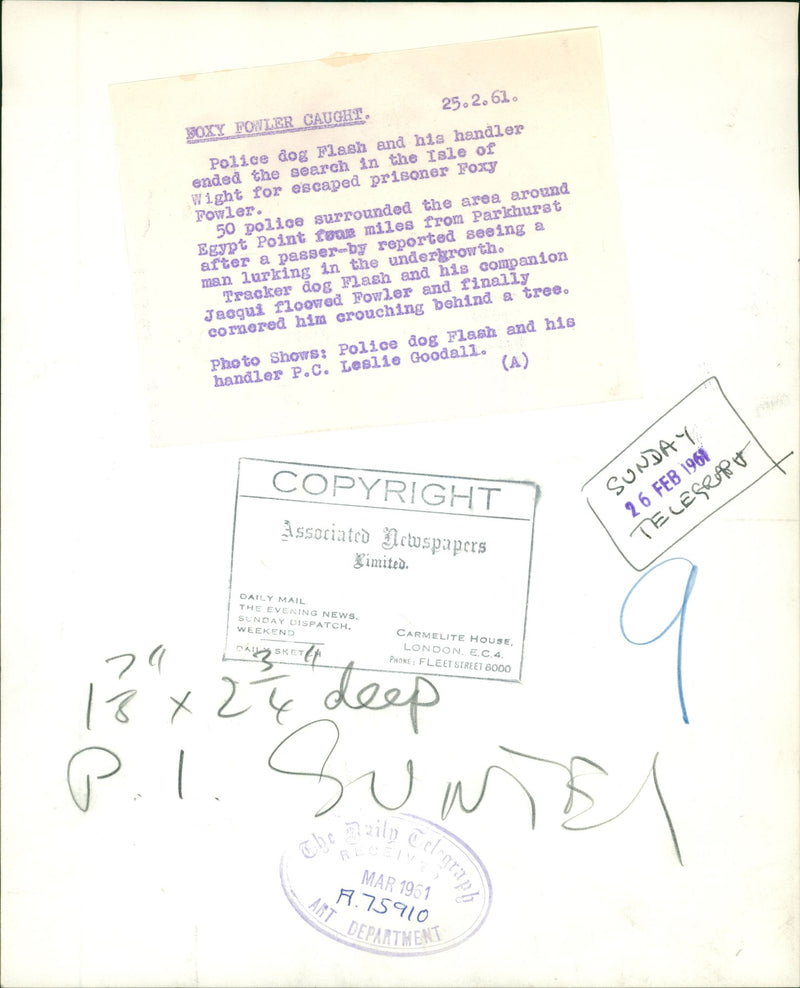 FOXY FOWLER CAUGHT. 25.2.61.
Police dog Flash and his handler
ended the search in the Isle of
Wight for escaped prisoner Foxy
Fowler.
50 police surrounded the area around
Egypt Point four miles from Parkhurst
after a passer-by reported seeing a
man lurking in the undergrowth.
Tracker dog Flash and his companion
Jacqui floowed Fowler and finally
cornered him crouching behind a tree.
Photo Shows: Police dog Flash and his
handler P.C. Leslie Goodall.
(A)
SUNDAY
26 FEB 1961
TELEGRAPH
COPYRIGHT
Associated Newspapers
Limited.
DAILY MAIL
THE EVENING NEWS.
SUNDAY DISPATCH.
WEEKEND
DAILY SKETCH
CARMELITE HOUSE,
LONDON, E.C.4.
PHONE: FLEET STREET 6000
9
1 7/8" x 2 3/4" deep
P. 1. SUNTEL
The Daily Telegraph
RECEIVED
MAR 1961
A.75910
ART DEPARTMENT